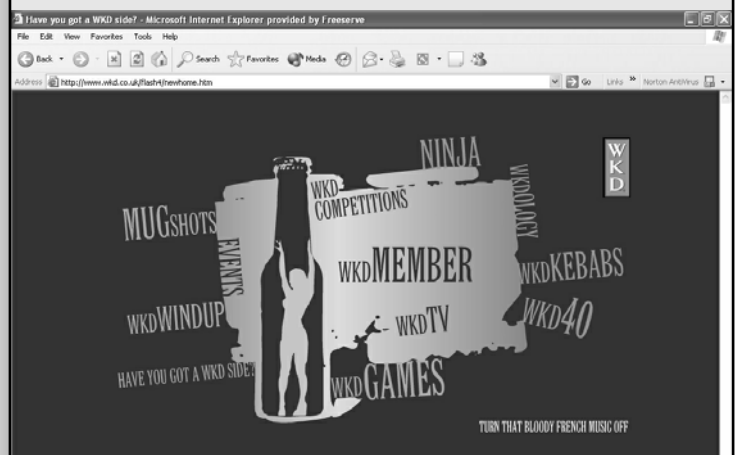 Have you got a WKD side? - Microsoft Internet Explorer provided by Freeserve
File Edit View Favorites Tools Help
Back Search Favorites Media
Address http://www.wkd.co.uk/flash4/newhome.htm Go Links » Norton AntiVirus
NINJA
WKD
WKD
COMPETITIONS
WKDOLOGY
MUGSHOTS
EVENTS
WKDMEMBER
WKDKEBABS
WKDWINDUP
WKDTV
WKD40
HAVE YOU GOT A WKD SIDE?
WKDGAMES
TURN THAT BLOODY FRENCH MUSIC OFF